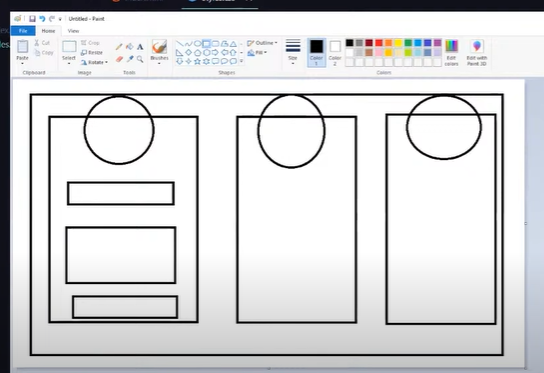 Untitled - Paint
File Home View
Paste
Cut
Copy
Clipboard
Select
Crop
Resize
Rotate
Image
Tools
Brushes
Shapes
Outline
Fill
Size
Color 1
Color 2
Colors
Edit colors
Edit with Paint 3D